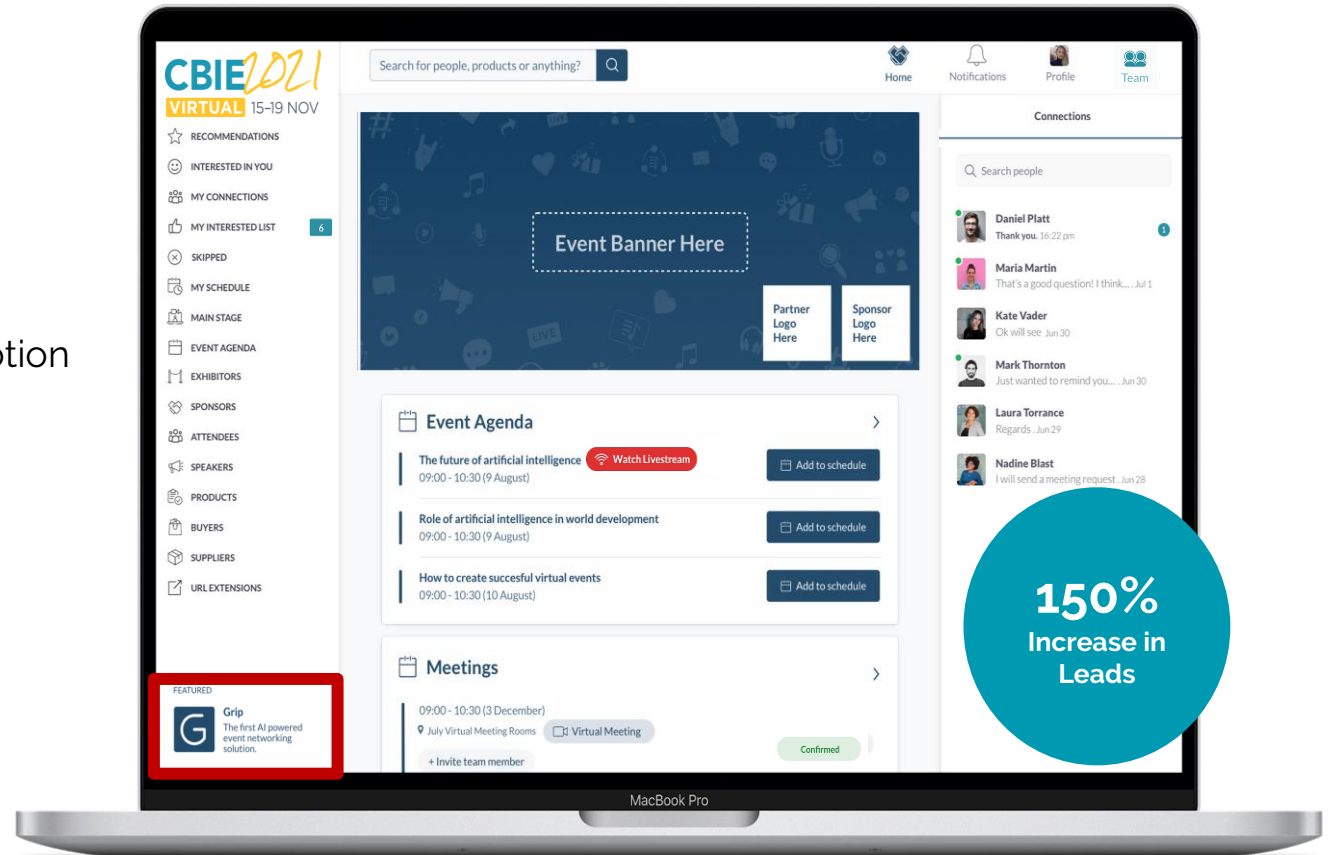 CBIE2021
VIRTUAL 15-19 NOV
RECOMMENDATIONS
INTERESTED IN YOU
MY CONNECTIONS
MY INTERESTED LIST 6
SKIPPED
MY SCHEDULE
MAIN STAGE
EVENT AGENDA
EXHIBITORS
SPONSORS
ATTENDEES
SPEAKERS
PRODUCTS
BUYERS
SUPPLIERS
URL EXTENSIONS
FEATURED
G
Grip
The first AI powered
event networking
solution.
Search for people, products or anything?
Home
Notifications
Profile
Team
#
LIVE
Event Banner Here
Partner
Logo
Here
Sponsor
Logo
Here
Event Agenda
The future of artificial intelligence Watch Livestream
09:00 - 10:30 (9 August)
Add to schedule
Role of artificial intelligence in world development
09:00 - 10:30 (9 August)
Add to schedule
How to create succesful virtual events
09:00 - 10:30 (10 August)
Add to schedule
Meetings
09:00 - 10:30 (3 December)
July Virtual Meeting Rooms Virtual Meeting
+ Invite team member
Confirmed
Connections
Search people
Daniel Platt
Thank you. 16:22 pm 1
Maria Martin
That's a good question! I think.... . Jul 1
Kate Vader
Ok will see Jun 30
Mark Thornton
Just wanted to remind you.... . Jun 30
Laura Torrance
Regards . Jun 29
Nadine Blast
I will send a meeting request . Jun 28
150%
Increase in
Leads
MacBook Pro